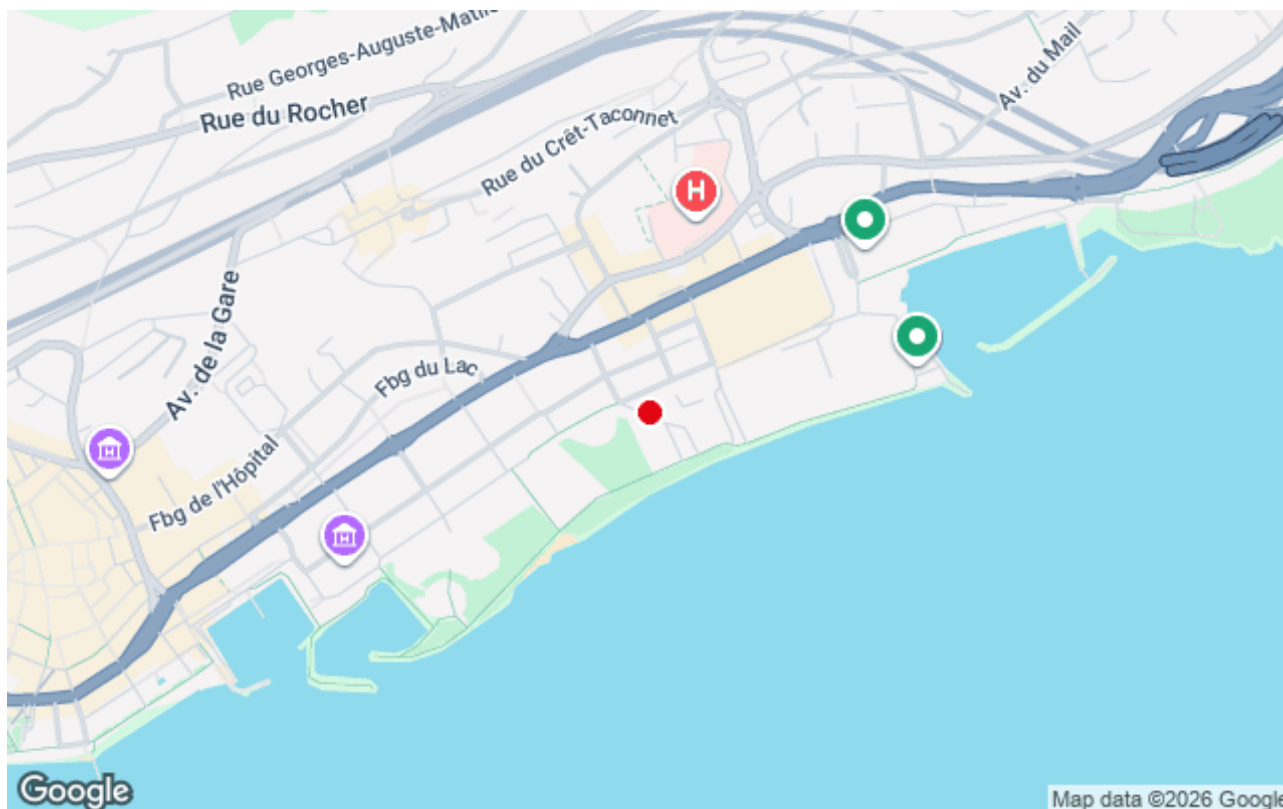 Rue Georges-Auguste-Matil
Rue du Rocher
Rue du Crêt-Taconnet
Av. du Mail
H
Av. de la Gare
Fbg du Lac
Fbg de l'Hôpital
Google
Map data ©2026 Google